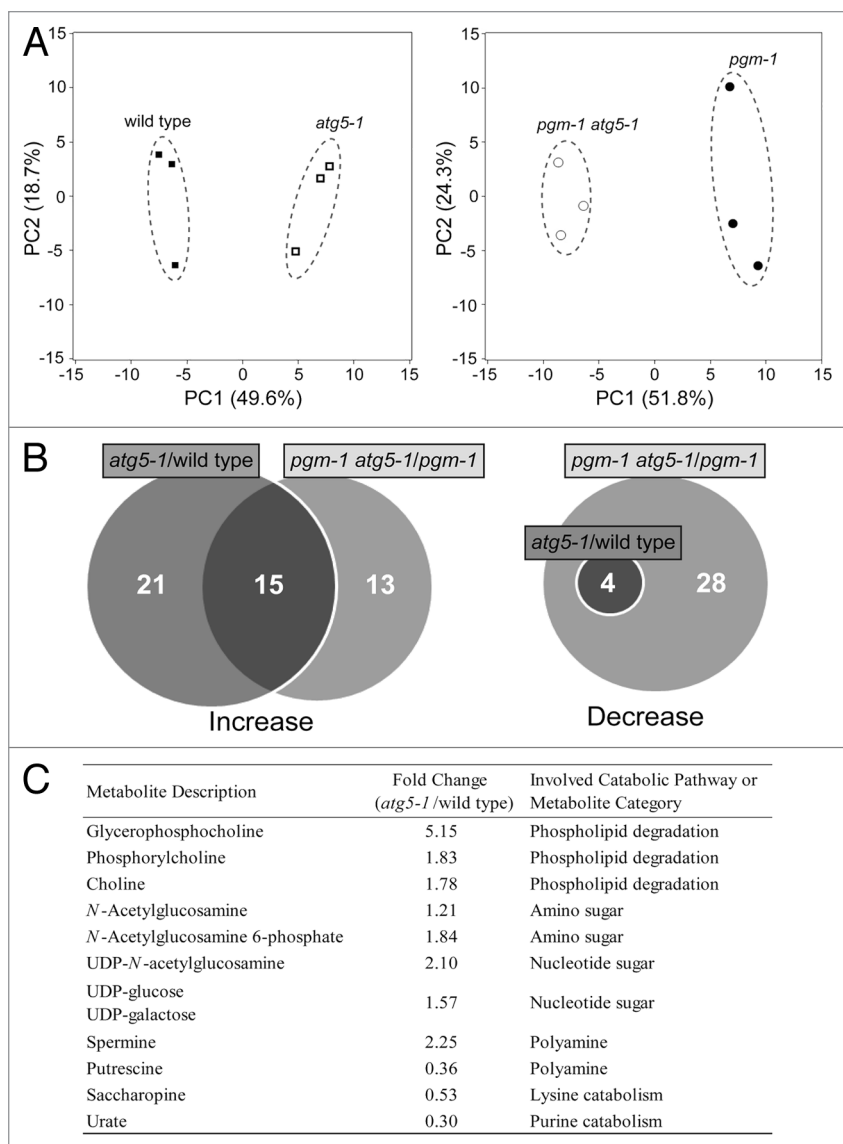 A
15
10
5
0
-5
-10
-15
PC2 (18.7%)
wild type
atg5-1
-15 -10 -5 0 5 10 15
PC1 (49.6%)
15
10
5
0
-5
-10
-15
PC2 (24.3%)
pgm-1
pgm-1 atg5-1
-15 -10 -5 0 5 10 15
PC1 (51.8%)
B
atg5-1/wild type
pgm-1 atg5-1/pgm-1
21 15 13
Increase
pgm-1 atg5-1/pgm-1
atg5-1/wild type
4 28
Decrease
C
Metabolite Description Fold Change (atg5-1 /wild type) Involved Catabolic Pathway or Metabolite Category
Glycerophosphocholine 5.15 Phospholipid degradation
Phosphorylcholine 1.83 Phospholipid degradation
Choline 1.78 Phospholipid degradation
N-Acetylglucosamine 1.21 Amino sugar
N-Acetylglucosamine 6-phosphate 1.84 Amino sugar
UDP-N-acetylglucosamine 2.10 Nucleotide sugar
UDP-glucose
UDP-galactose 1.57 Nucleotide sugar
Spermine 2.25 Polyamine
Putrescine 0.36 Polyamine
Saccharopine 0.53 Lysine catabolism
Urate 0.30 Purine catabolism